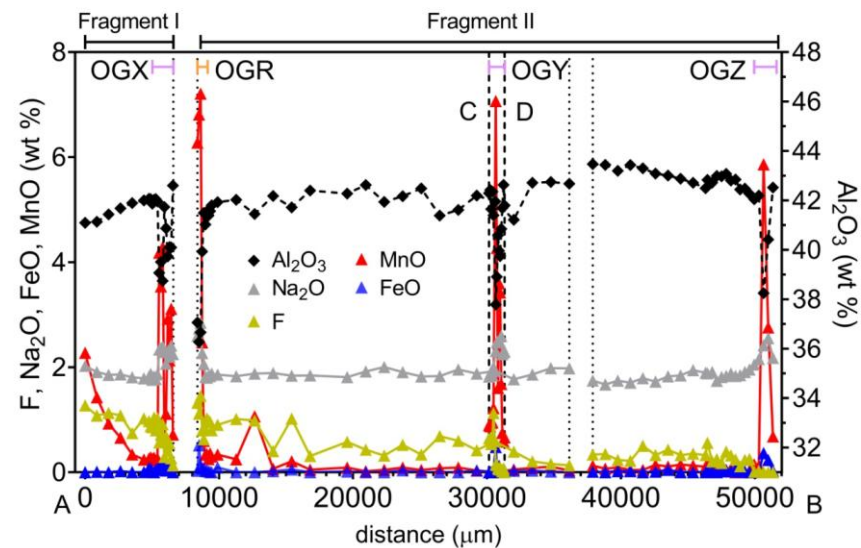 Fragment I Fragment II
8 48
OGX OGR OGY OGZ
46
C D
6 44
42
4 40
Al₂O₃ MnO
Na₂O FeO
F
38
2 36
34
32
0
A 0 10000 20000 30000 40000 50000 B
distance (μm)
F, Na₂O, FeO, MnO (wt %)
Al₂O₃ (wt %)